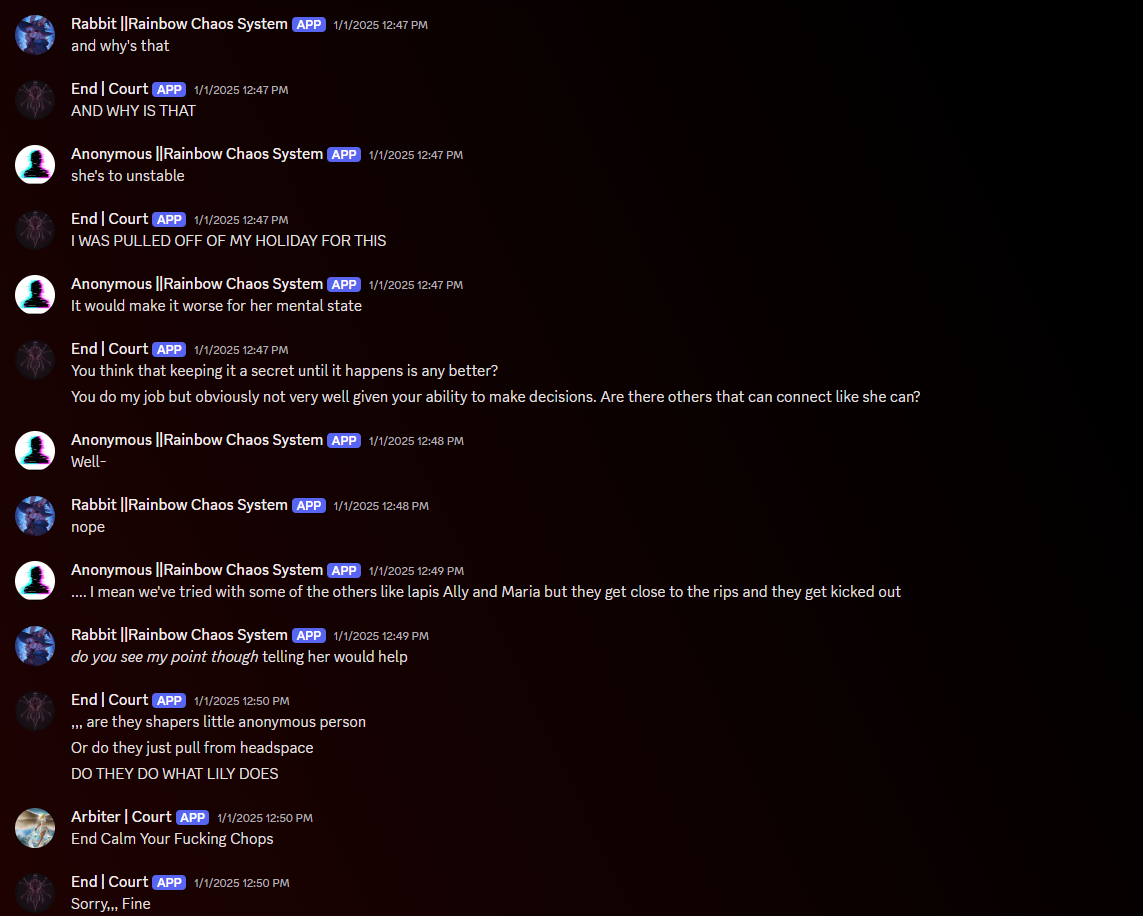 Rabbit ||Rainbow Chaos System APP 1/1/2025 12:47 PM
and why's that
End | Court APP 1/1/2025 12:47 PM
AND WHY IS THAT
Anonymous ||Rainbow Chaos System APP 1/1/2025 12:47 PM
she's to unstable
End | Court APP 1/1/2025 12:47 PM
I WAS PULLED OFF OF MY HOLIDAY FOR THIS
Anonymous ||Rainbow Chaos System APP 1/1/2025 12:47 PM
It would make it worse for her mental state
End | Court APP 1/1/2025 12:47 PM
You think that keeping it a secret until it happens is any better?
You do my job but obviously not very well given your ability to make decisions. Are there others that can connect like she can?
Anonymous ||Rainbow Chaos System APP 1/1/2025 12:48 PM
Well-
Rabbit ||Rainbow Chaos System APP 1/1/2025 12:48 PM
nope
Anonymous ||Rainbow Chaos System APP 1/1/2025 12:49 PM
.... I mean we've tried with some of the others like lapis Ally and Maria but they get close to the rips and they get kicked out
Rabbit ||Rainbow Chaos System APP 1/1/2025 12:49 PM
do you see my point though telling her would help
End | Court APP 1/1/2025 12:50 PM
,,, are they shapers little anonymous person
Or do they just pull from headspace
DO THEY DO WHAT LILY DOES
Arbiter | Court APP 1/1/2025 12:50 PM
End Calm Your Fucking Chops
End | Court APP 1/1/2025 12:50 PM
Sorry,,, Fine